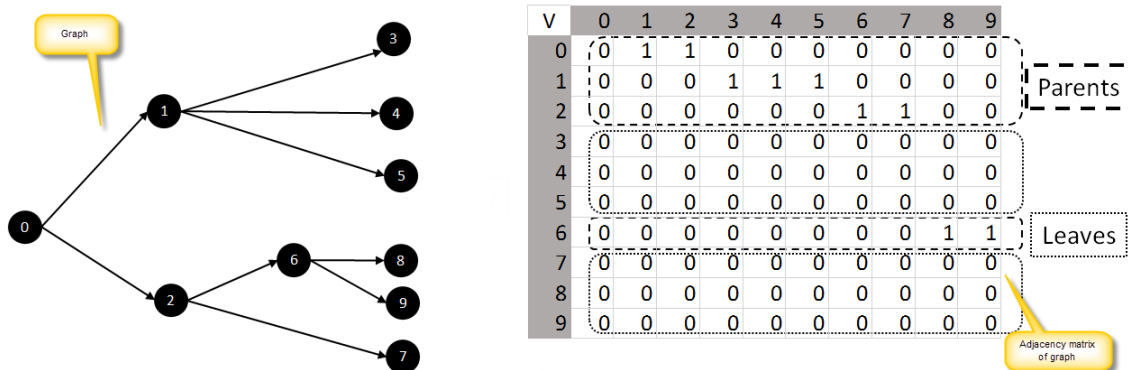 Graph
3
1
4
5
0
6
8
2
9
7
V 0 1 2 3 4 5 6 7 8 9
0 0 1 1 0 0 0 0 0 0 0
1 0 0 0 1 1 1 0 0 0 0
2 0 0 0 0 0 0 1 1 0 0
3 0 0 0 0 0 0 0 0 0 0
4 0 0 0 0 0 0 0 0 0 0
5 0 0 0 0 0 0 0 0 0 0
6 0 0 0 0 0 0 0 0 1 1
7 0 0 0 0 0 0 0 0 0 0
8 0 0 0 0 0 0 0 0 0 0
9 0 0 0 0 0 0 0 0 0 0
Parents
Leaves
Adjacency matrix
of graph